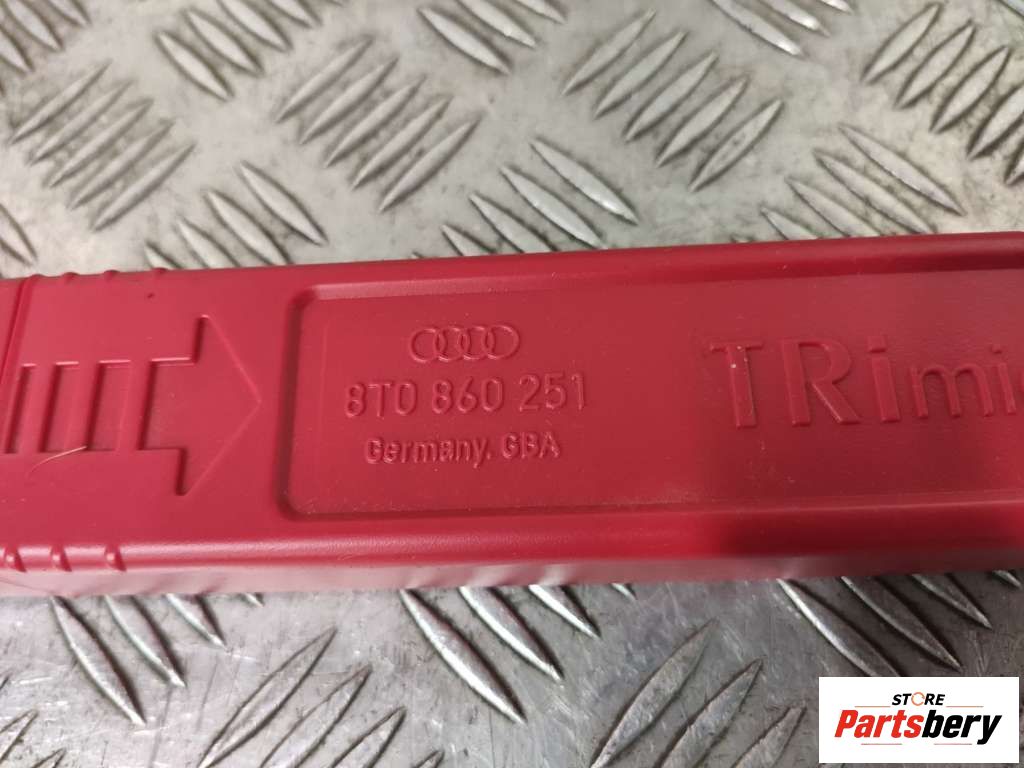 8T0 860 251
Germany. GBA
TRimi
STORE
Partsbery